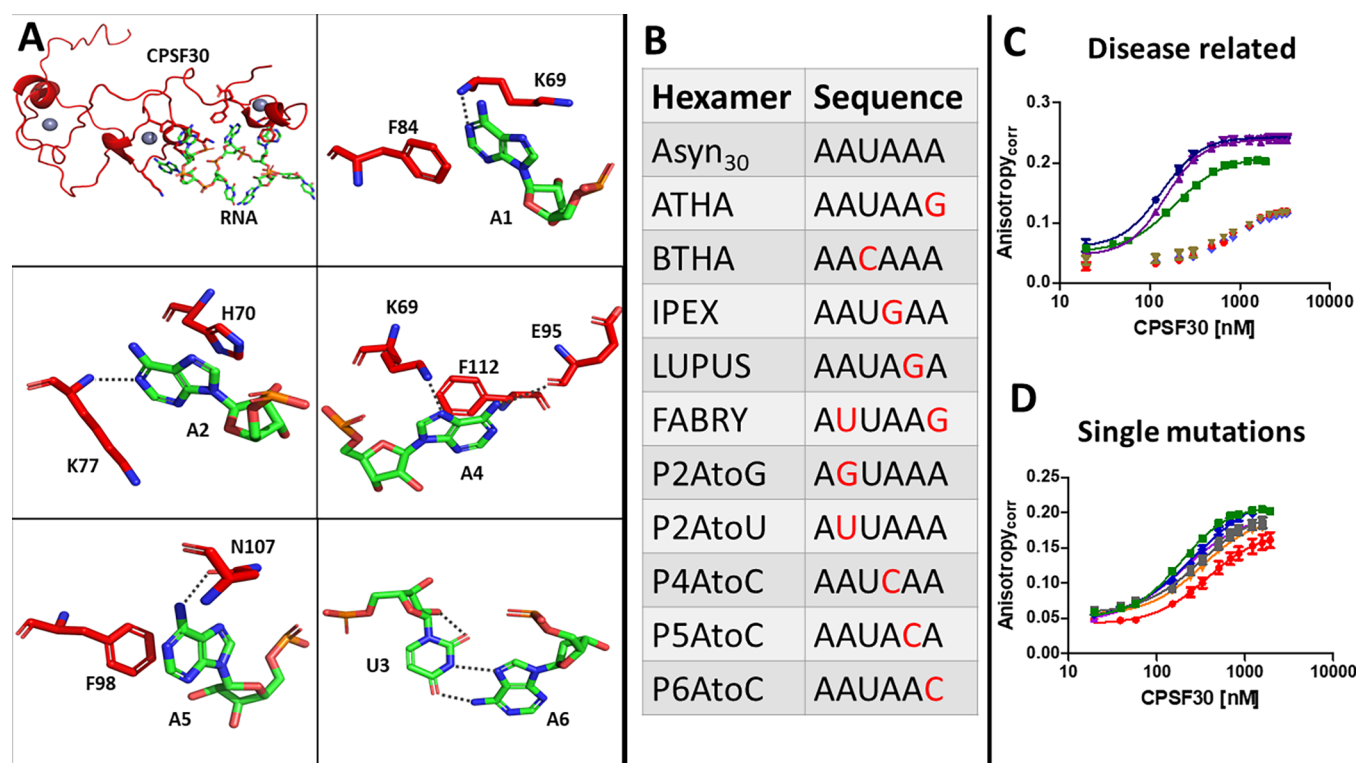 A
CPSF30
RNA
K69
F84
A1
H70
A2
K77
K69
E95
F112
A4
N107
F98
A5
U3
A6
B
Hexamer Sequence
Asyn30 AAUAAA
ATHA AAUAAG
BTHA AACAAA
IPEX AAUGAA
LUPUS AAUAGA
FABRY AUUAAG
P2AtoG AGUAAA
P2AtoU AUUAAA
P4AtoC AAUCAA
P5AtoC AAUACA
P6AtoC AAUAAC
C
Disease related
Anisotropycorr
0.3
0.2
0.1
0.0
10 100 1000 10000
CPSF30 [nM]
D
Single mutations
Anisotropycorr
0.25
0.20
0.15
0.10
0.05
0.00
10 100 1000 10000
CPSF30 [nM]